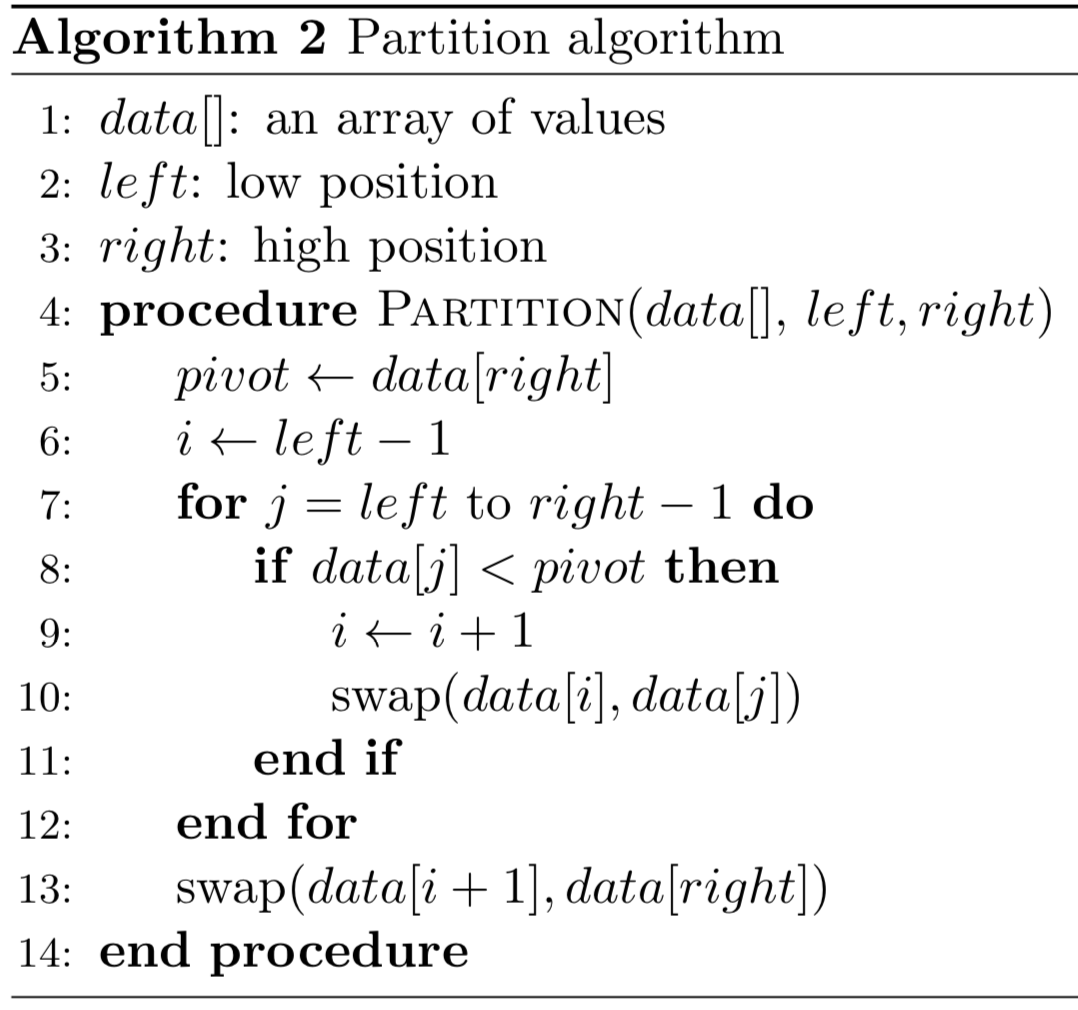 Algorithm 2 Partition algorithm
1: data[]: an array of values
2: left: low position
3: right: high position
4: procedure PARTITION(data[], left, right)
5: pivot ← data[right]
6: i ← left − 1
7: for j = left to right − 1 do
8: if data[j] < pivot then
9: i ← i + 1
10: swap(data[i], data[j])
11: end if
12: end for
13: swap(data[i + 1], data[right])
14: end procedure